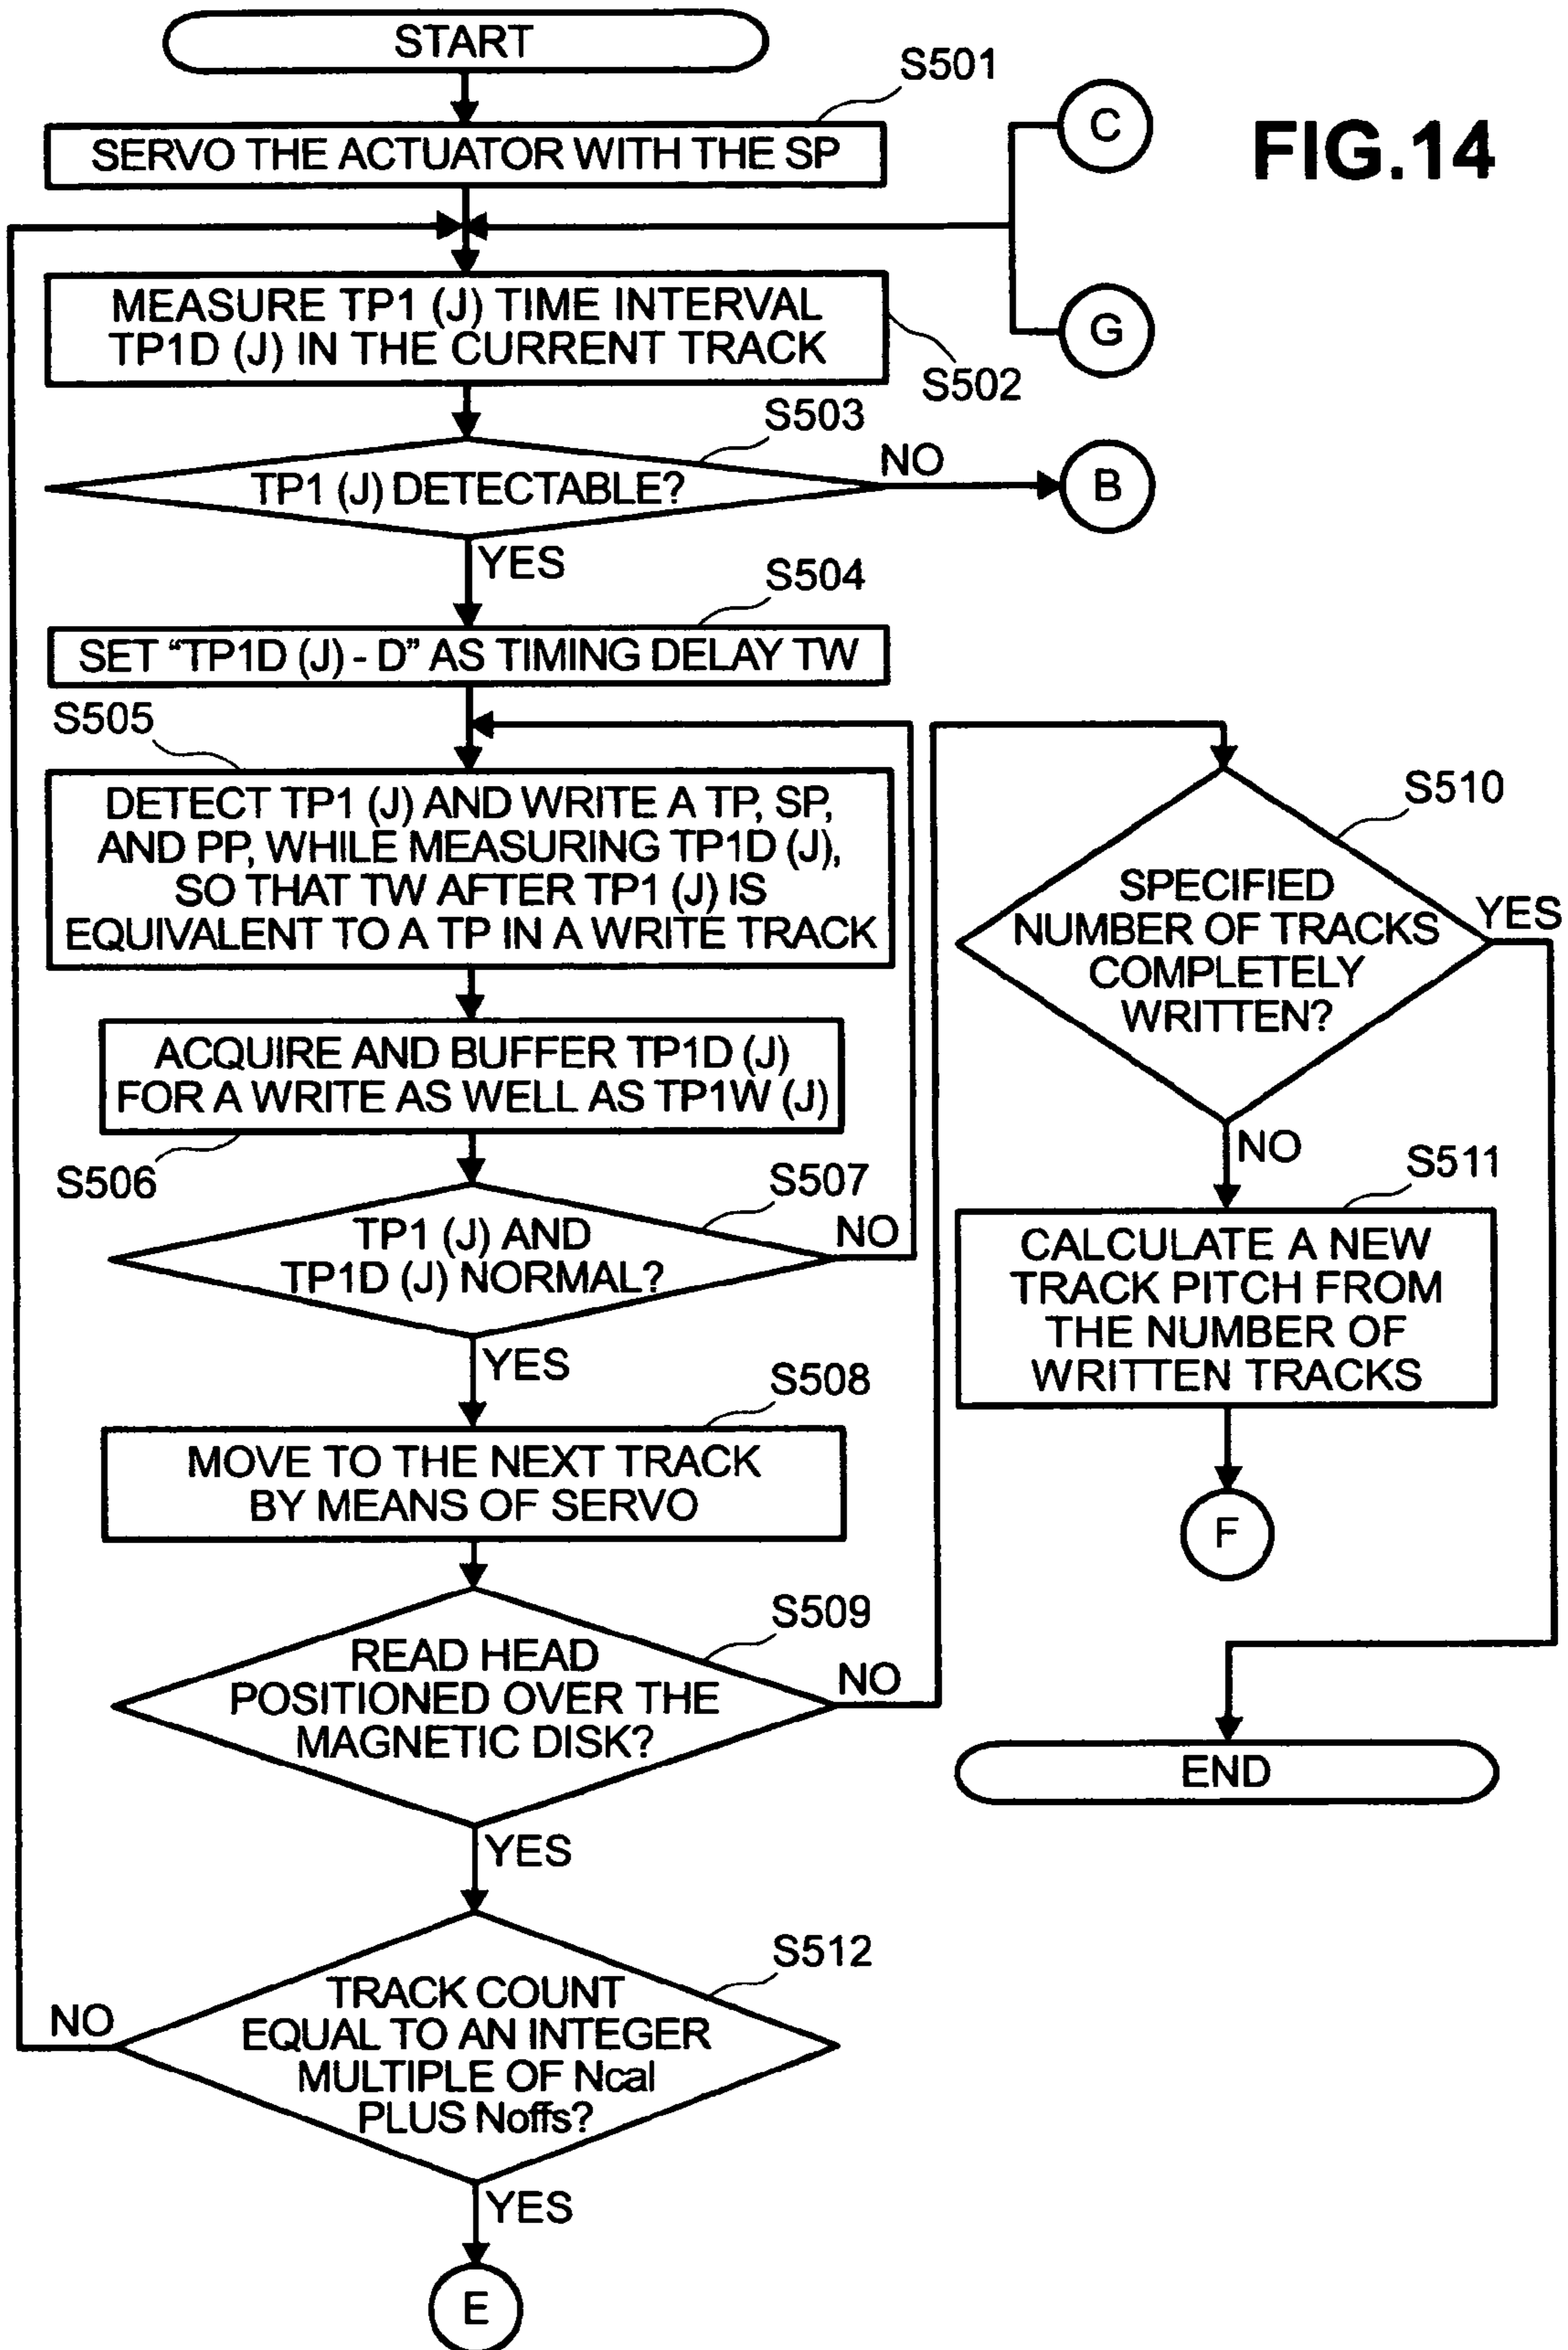 START
S501
C
FIG.14
SERVO THE ACTUATOR WITH THE SP
MEASURE TP1 (J) TIME INTERVAL
TP1D (J) IN THE CURRENT TRACK
G
S502
S503
TP1 (J) DETECTABLE?
NO
B
YES
S504
SET “TP1D (J) - D” AS TIMING DELAY TW
S505
DETECT TP1 (J) AND WRITE A TP, SP,
AND PP, WHILE MEASURING TP1D (J),
SO THAT TW AFTER TP1 (J) IS
EQUIVALENT TO A TP IN A WRITE TRACK
ACQUIRE AND BUFFER TP1D (J)
FOR A WRITE AS WELL AS TP1W (J)
S506
S507
TP1 (J) AND
TP1D (J) NORMAL?
NO
YES
S508
MOVE TO THE NEXT TRACK
BY MEANS OF SERVO
S509
READ HEAD
POSITIONED OVER THE
MAGNETIC DISK?
NO
YES
S512
TRACK COUNT
EQUAL TO AN INTEGER
MULTIPLE OF Ncal
PLUS Noffs?
NO
YES
E
S510
SPECIFIED
NUMBER OF TRACKS
COMPLETELY
WRITTEN?
YES
NO
S511
CALCULATE A NEW
TRACK PITCH FROM
THE NUMBER OF
WRITTEN TRACKS
F
END